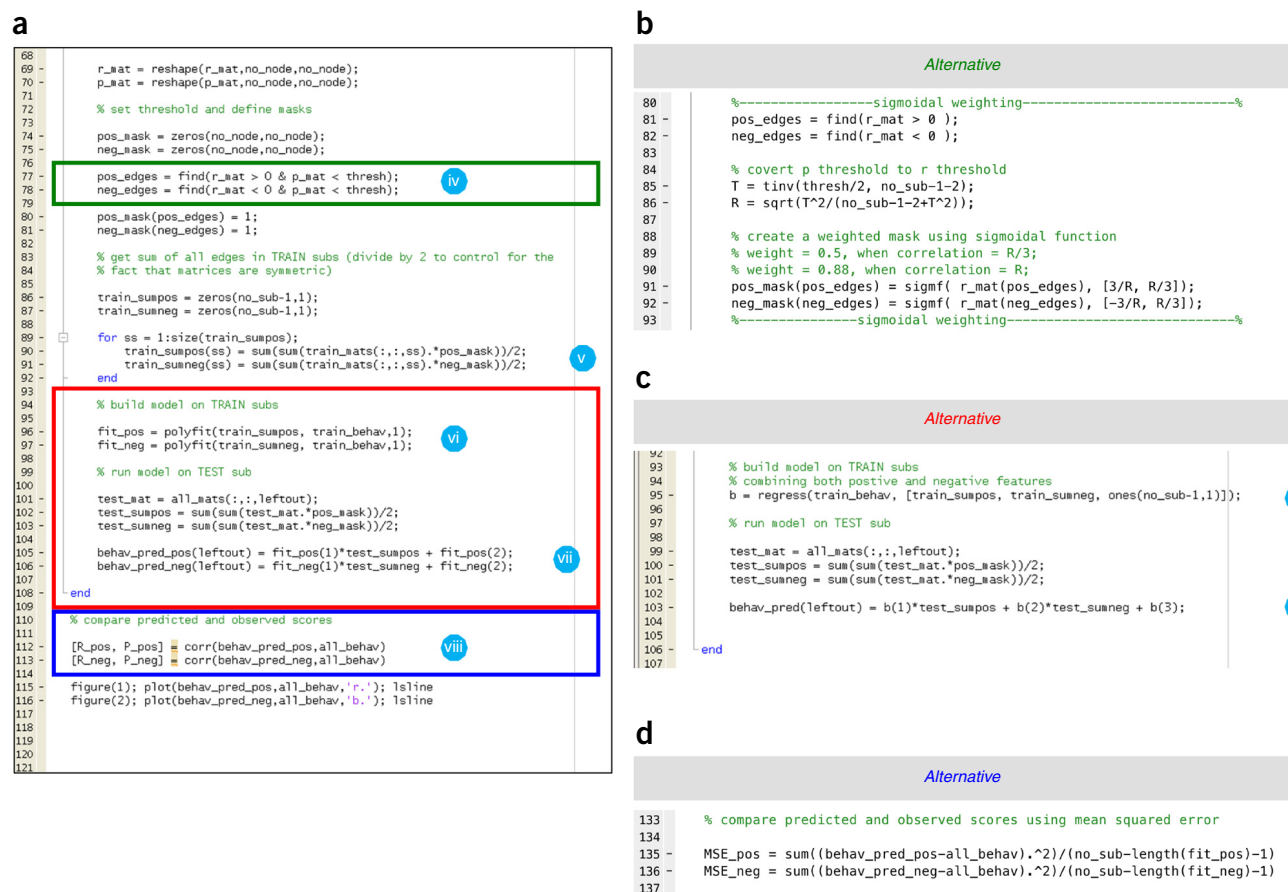 a
68
69 - r_mat = reshape(r_mat,no_node,no_node);
70 - p_mat = reshape(p_mat,no_node,no_node);
71
72 % set threshold and define masks
73
74 - pos_mask = zeros(no_node,no_node);
75 - neg_mask = zeros(no_node,no_node);
76
77 - pos_edges = find(r_mat > 0 & p_mat < thresh); iv
78 - neg_edges = find(r_mat < 0 & p_mat < thresh);
79
80 - pos_mask(pos_edges) = 1;
81 - neg_mask(neg_edges) = 1;
82
83 % get sum of all edges in TRAIN subs (divide by 2 to control for the
84 % fact that matrices are symmetric)
85
86 - train_sumpos = zeros(no_sub-1,1);
87 - train_sumneg = zeros(no_sub-1,1);
88
89 - for ss = 1:size(train_sumpos);
90 - train_sumpos(ss) = sum(sum(train_mats(:,:,ss).*pos_mask))/2; v
91 - train_sumneg(ss) = sum(sum(train_mats(:,:,ss).*neg_mask))/2;
92 - end
93
94 % build model on TRAIN subs
95
96 - fit_pos = polyfit(train_sumpos, train_behav,1); vi
97 - fit_neg = polyfit(train_sumneg, train_behav,1);
98
99 % run model on TEST sub
100
101 - test_mat = all_mats(:,:,leftout);
102 - test_sumpos = sum(sum(test_mat.*pos_mask))/2;
103 - test_sumneg = sum(sum(test_mat.*neg_mask))/2;
104
105 - behav_pred_pos(leftout) = fit_pos(1)*test_sumpos + fit_pos(2); vii
106 - behav_pred_neg(leftout) = fit_neg(1)*test_sumneg + fit_neg(2);
107
108 - end
109
110 % compare predicted and observed scores
111
112 - [R_pos, P_pos] = corr(behav_pred_pos,all_behav) viii
113 - [R_neg, P_neg] = corr(behav_pred_neg,all_behav)
114
115 - figure(1); plot(behav_pred_pos,all_behav,'r.'); lsline
116 - figure(2); plot(behav_pred_neg,all_behav,'b.'); lsline
117
118
119
120
121
b
Alternative
80 %-----------------sigmoidal weighting---------------------------%
81 - pos_edges = find(r_mat > 0 );
82 - neg_edges = find(r_mat < 0 );
83
84 % covert p threshold to r threshold
85 - T = tinv(thresh/2, no_sub-1-2);
86 - R = sqrt(T^2/(no_sub-1-2+T^2));
87
88 % create a weighted mask using sigmoidal function
89 % weight = 0.5, when correlation = R/3;
90 % weight = 0.88, when correlation = R;
91 - pos_mask(pos_edges) = sigmf( r_mat(pos_edges), [3/R, R/3]);
92 - neg_mask(neg_edges) = sigmf( r_mat(neg_edges), [-3/R, R/3]);
93 %---------------sigmoidal weighting-----------------------------%
c
Alternative
92
93 % build model on TRAIN subs
94 % combining both postive and negative features
95 - b = regress(train_behav, [train_sumpos, train_sumneg, ones(no_sub-1,1)]);
96
97 % run model on TEST sub
98
99 - test_mat = all_mats(:,:,leftout);
100 - test_sumpos = sum(sum(test_mat.*pos_mask))/2;
101 - test_sumneg = sum(sum(test_mat.*neg_mask))/2;
102
103 - behav_pred(leftout) = b(1)*test_sumpos + b(2)*test_sumneg + b(3);
104
105
106 - end
107
d
Alternative
133 % compare predicted and observed scores using mean squared error
134
135 - MSE_pos = sum((behav_pred_pos-all_behav).^2)/(no_sub-length(fit_pos)-1)
136 - MSE_neg = sum((behav_pred_neg-all_behav).^2)/(no_sub-length(fit_neg)-1)
137